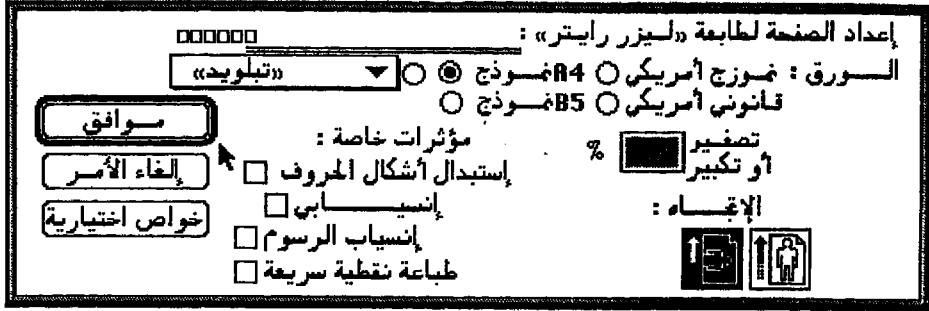 إعداد الصفحة لطابعة «ليزر رايتر» :
الورق : نموزج أمريكي A4 نموذج «تبلويد»
قانوني أمريكي B5 نموذج
تصغير أو تكبير %
الإتجاه :
مؤثرات خاصة :
إستبدال أشكال الحروف
إنسيابي
إنسياب الرسوم
طباعة نقطية سريعة
موافق
إلغاء الأمر
خواص اختيارية